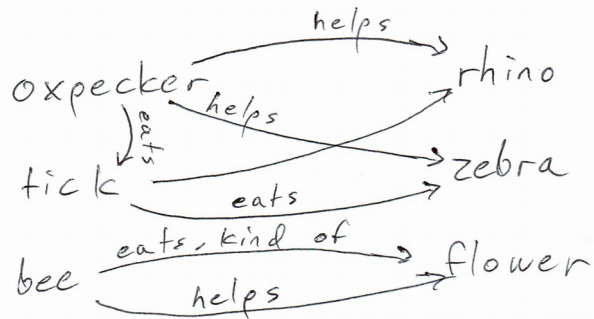 helps
rhino
oxpecker
helps
eats
zebra
tick
eats
eats, kind of
flower
bee
helps